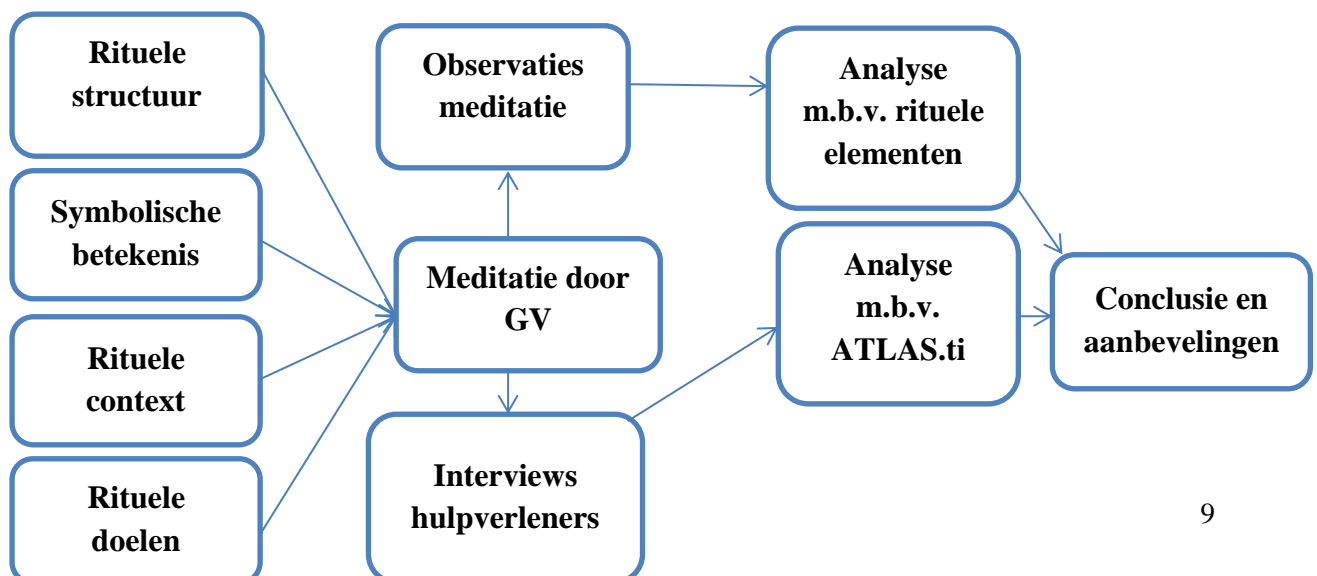 Rituele
structuur
Symbolische
betekenis
Rituele
context
Rituele
doelen
Observaties
meditatie
Meditatie door
GV
Interviews
hulpverleners
Analyse
m.b.v. rituele
elementen
Analyse
m.b.v.
ATLAS.ti
Conclusie en
aanbevelingen
9